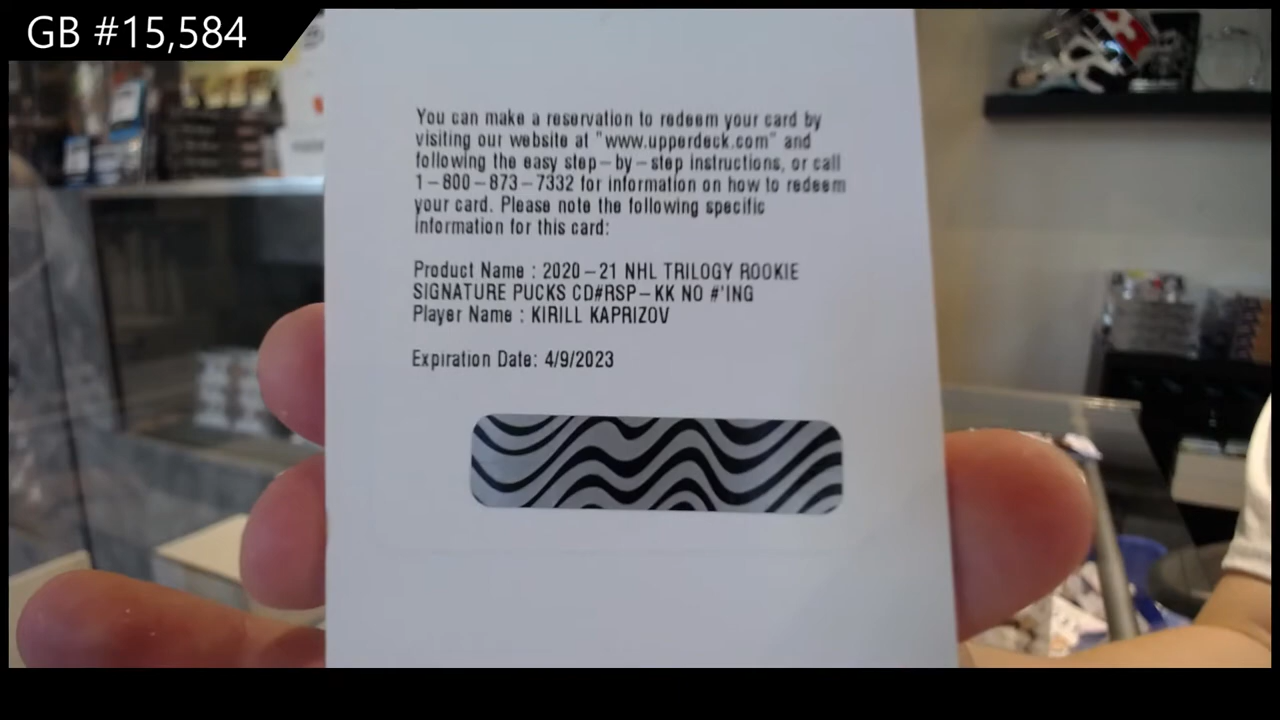 GB #15,584
You can make a reservation to redeem your card by
visiting our website at "www.upperdeck.com" and
following the easy step-by-step instructions, or call
1-800-873-7332 for information on how to redeem
your card. Please note the following specific
information for this card:
Product Name : 2020-21 NHL TRILOGY ROOKIE
SIGNATURE PUCKS CD#RSP-KK NO #'ING
Player Name : KIRILL KAPRIZOV
Expiration Date: 4/9/2023